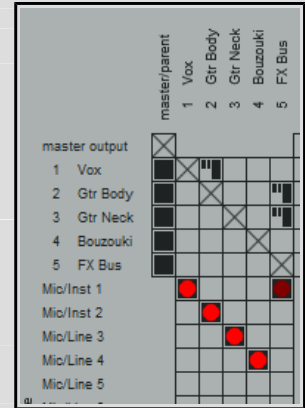 master/parent
1 Vox
2 Gtr Body
3 Gtr Neck
4 Bouzouki
5 FX Bus
master output
1 Vox
2 Gtr Body
3 Gtr Neck
4 Bouzouki
5 FX Bus
Mic/Inst 1
Mic/Inst 2
Mic/Line 3
Mic/Line 4
Mic/Line 5